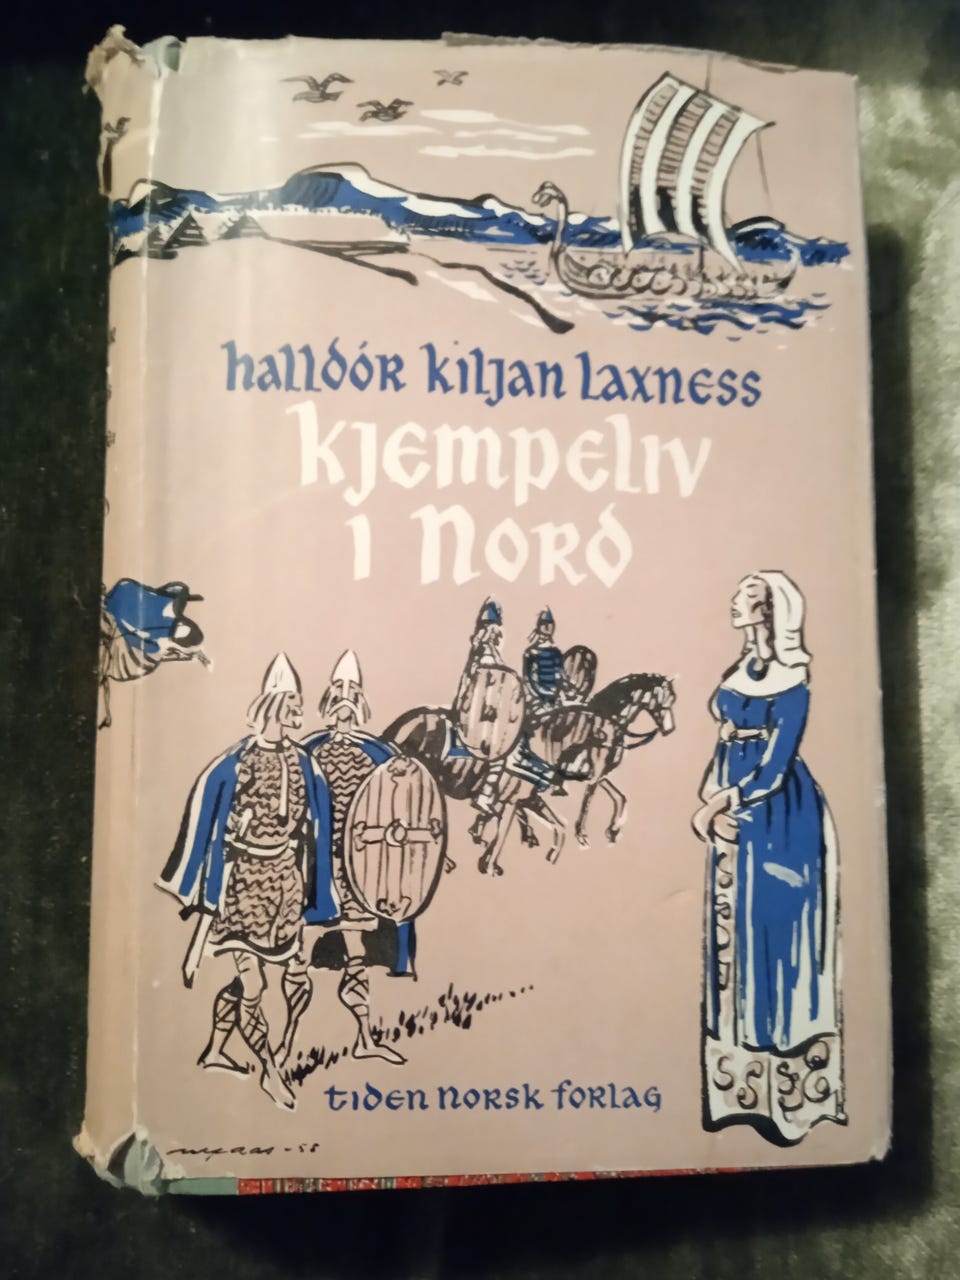 halldór kiljan laxness
kjempeliv
i nord
tiden norsk forlag